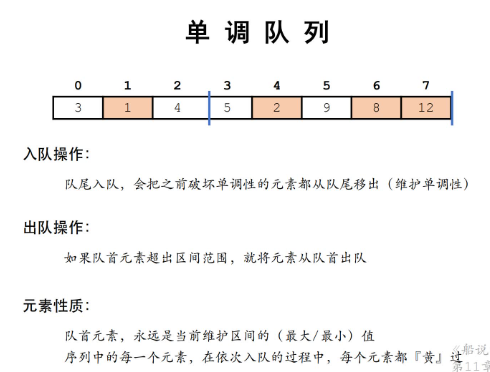 单调队列
0 1 2 3 4 5 6 7
3 1 4 5 2 9 8 12
入队操作：
队尾入队，会把之前破坏单调性的元素都从队尾移出（维护单调性）
出队操作：
如果队首元素超出区间范围，就将元素从队首出队
元素性质：
队首元素，永远是当前维护区间的（最大/最小）值
序列中的每一个元素，在依次入队的过程中，每个元素都『黄』过
《船说
第11章